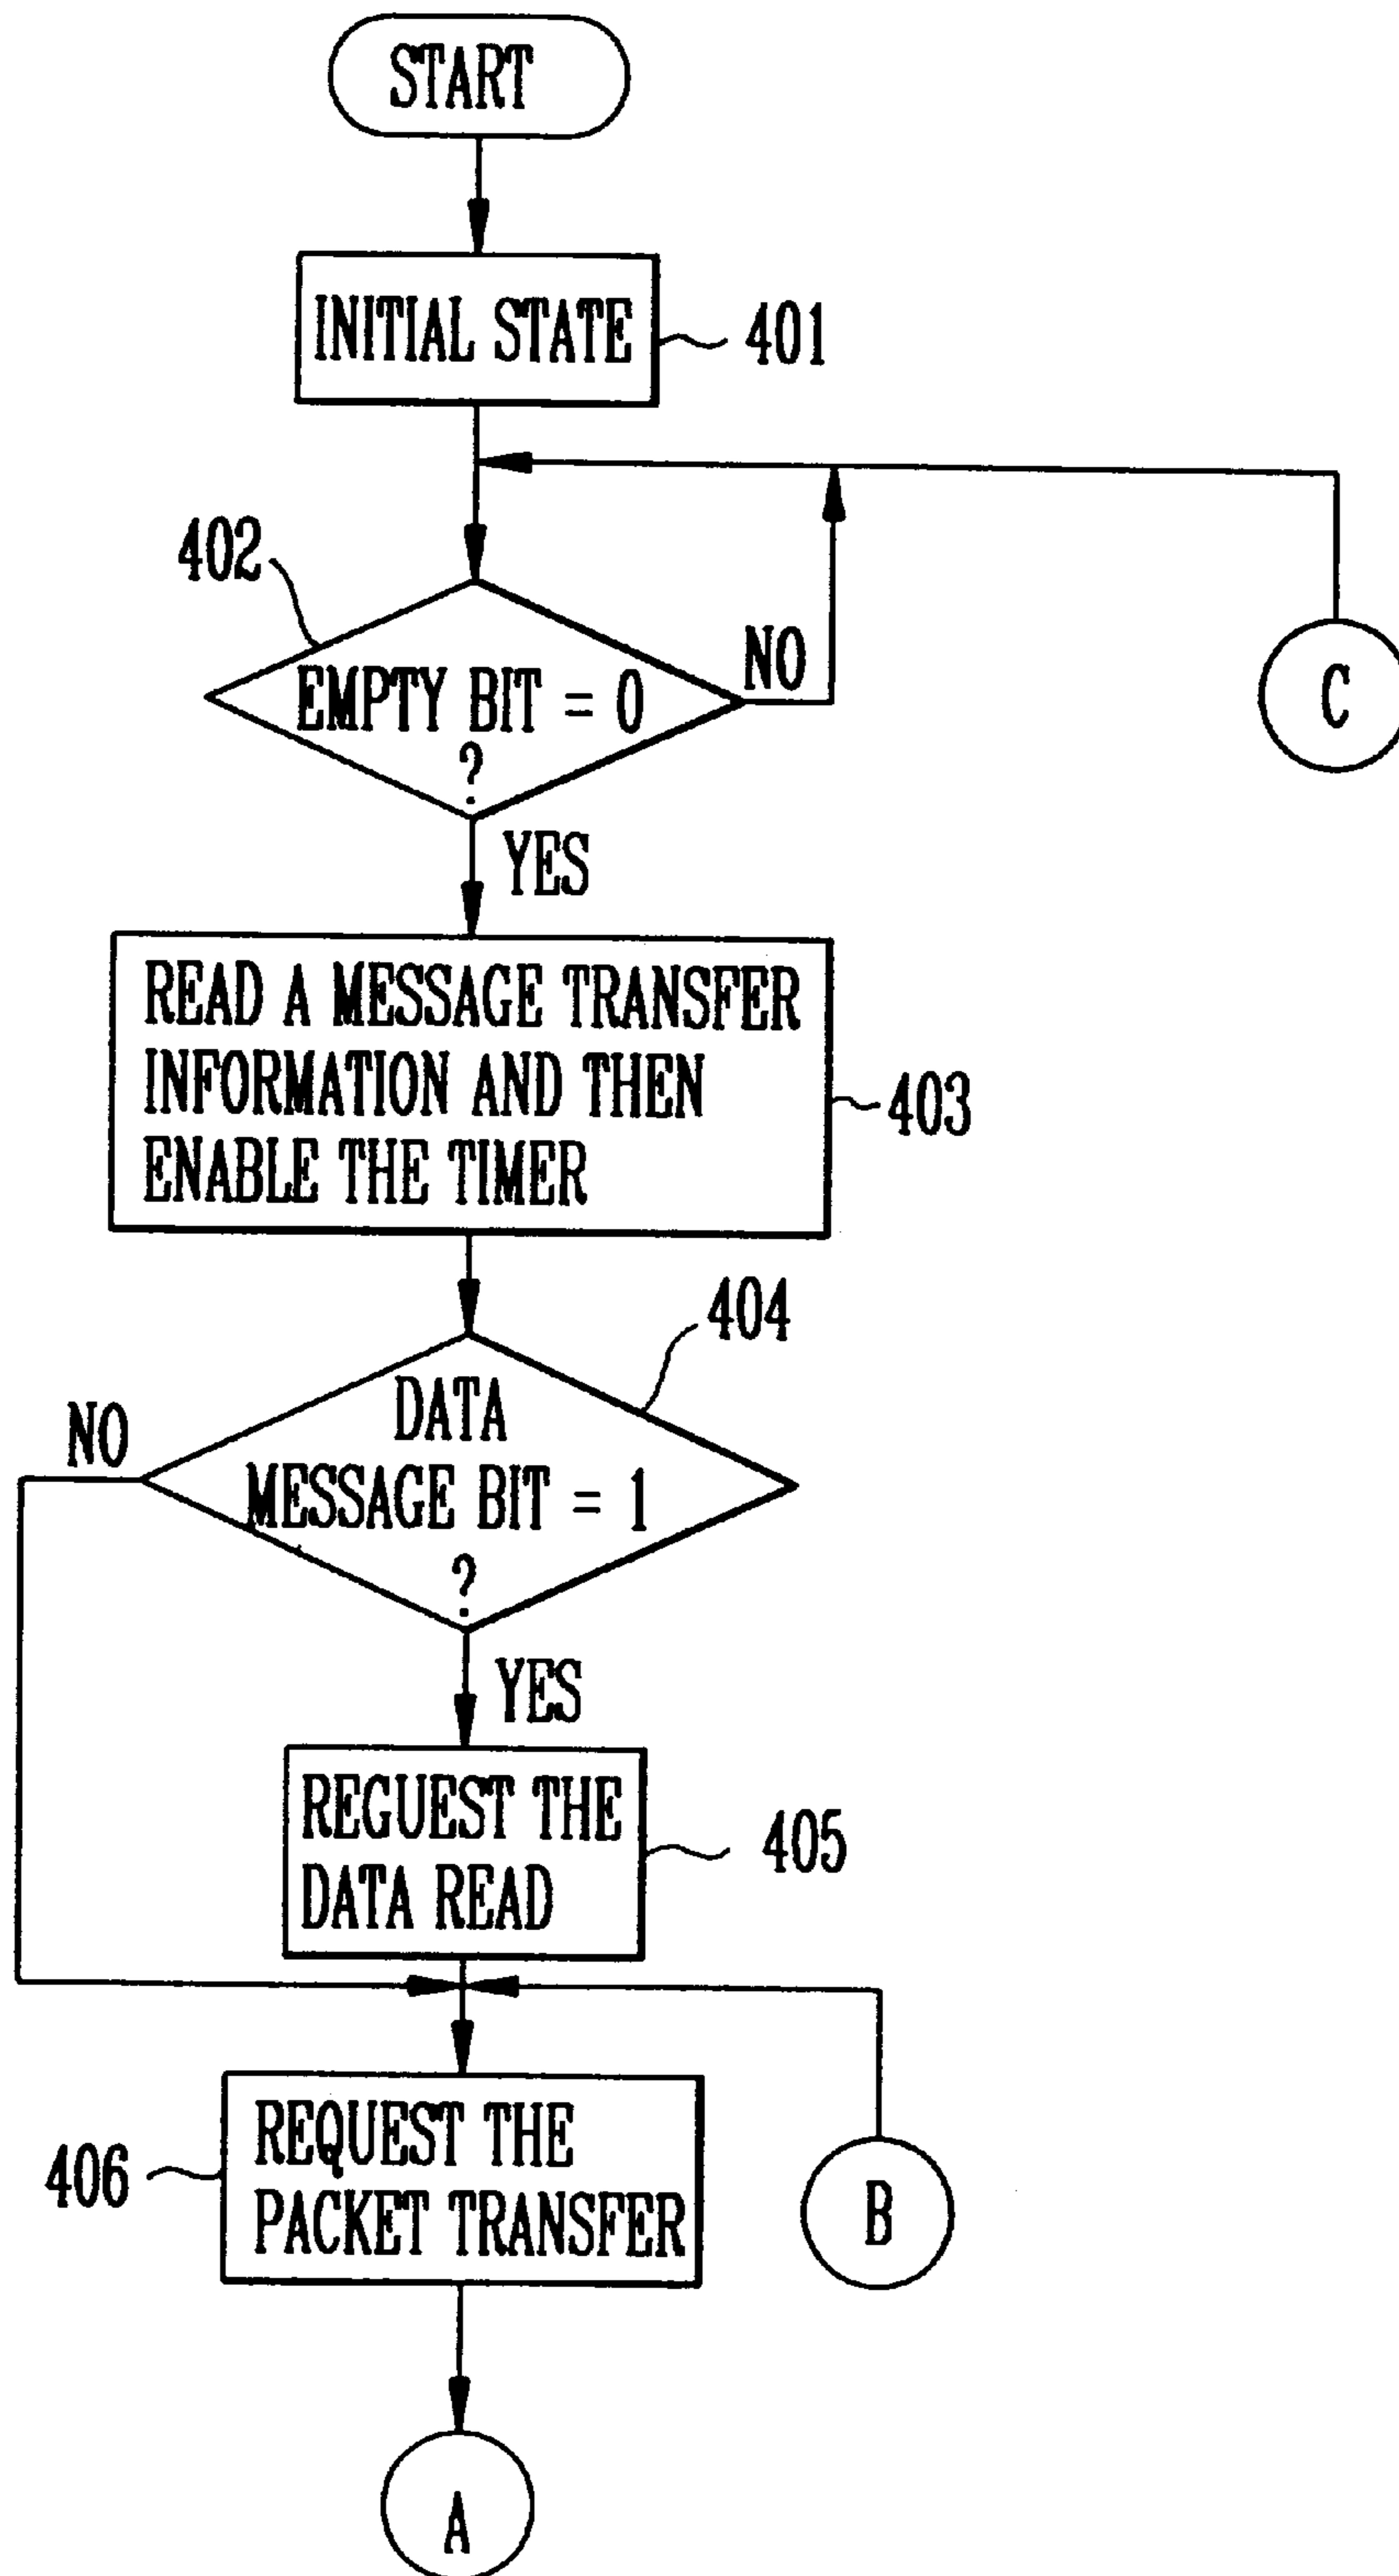 START
INITIAL STATE
401
402
EMPTY BIT = 0
?
NO
C
YES
READ A MESSAGE TRANSFER
INFORMATION AND THEN
ENABLE THE TIMER
403
404
NO
DATA
MESSAGE BIT = 1
?
YES
REGUEST THE
DATA READ
405
REQUEST THE
PACKET TRANSFER
406
B
A